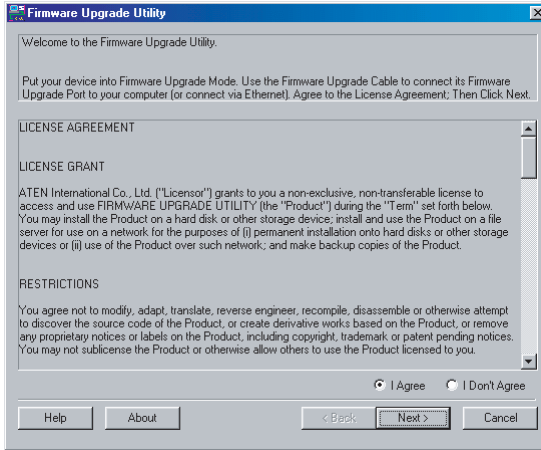 Firmware Upgrade Utility
Welcome to the Firmware Upgrade Utility.
Put your device into Firmware Upgrade Mode. Use the Firmware Upgrade Cable to connect its Firmware
Upgrade Port to your computer (or connect via Ethernet). Agree to the License Agreement; Then Click Next.
LICENSE AGREEMENT
LICENSE GRANT
ATEN International Co., Ltd. ("Licensor") grants to you a non-exclusive, non-transferable license to
access and use FIRMWARE UPGRADE UTILITY (the "Product") during the "Term" set forth below.
You may install the Product on a hard disk or other storage device; install and use the Product on a file
server for use on a network for the purposes of (i) permanent installation onto hard disks or other storage
devices or (ii) use of the Product over such network; and make backup copies of the Product.
RESTRICTIONS
You agree not to modify, adapt, translate, reverse engineer, recompile, disassemble or otherwise attempt
to discover the source code of the Product, or create derivative works based on the Product, or remove
any proprietary notices or labels on the Product, including copyright, trademark or patent pending notices.
You may not sublicense the Product or otherwise allow others to use the Product licensed to you.
I Agree I Don't Agree
Help About < Back Next > Cancel